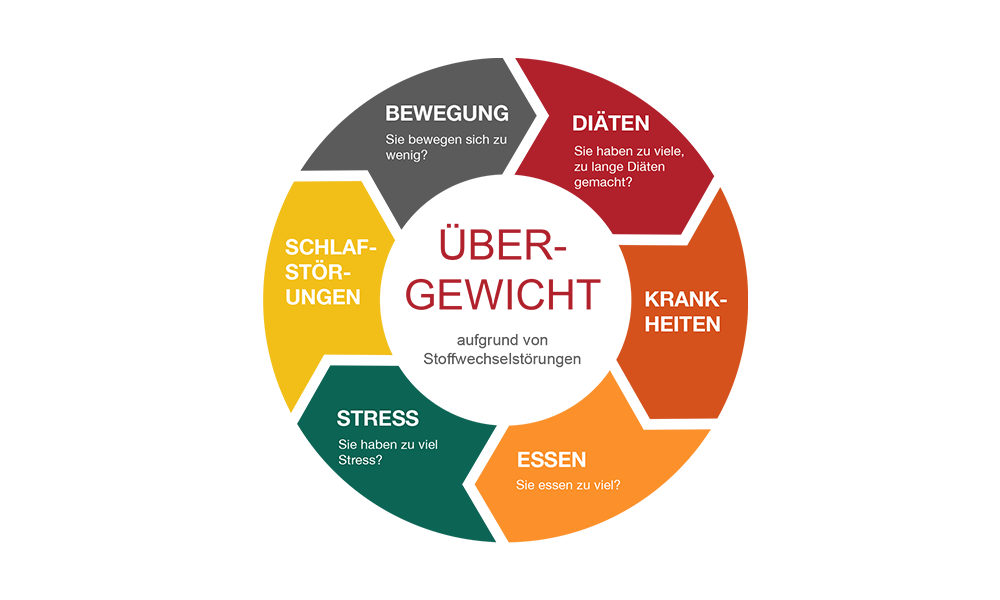 BEWEGUNG
Sie bewegen sich zu
wenig?
DIÄTEN
Sie haben zu viele,
zu lange Diäten
gemacht?
KRANK-
HEITEN
ESSEN
Sie essen zu viel?
STRESS
Sie haben zu viel
Stress?
SCHLAF-
STÖR-
UNGEN
ÜBER-
GEWICHT
aufgrund von
Stoffwechselstörungen